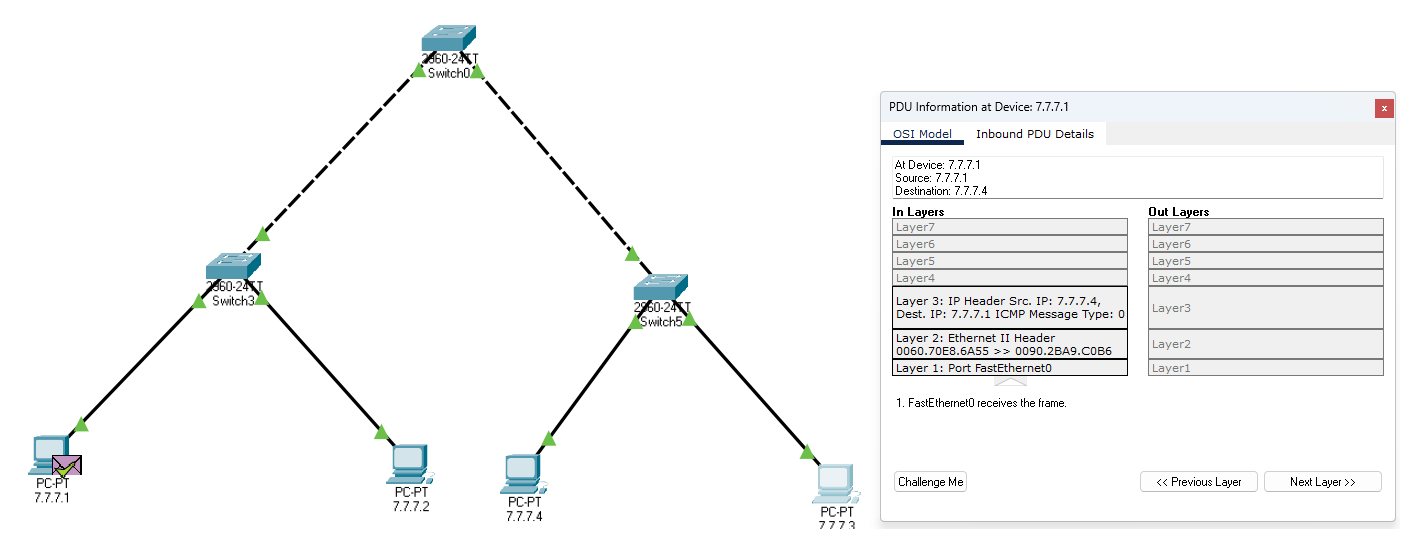 2960-24TT
Switch0
2960-24TT
Switch3
2960-24TT
Switch5
PC-PT
7.7.7.1
PC-PT
7.7.7.2
PC-PT
7.7.7.4
PC-PT
7.7.7.3
PDU Information at Device: 7.7.7.1
x
OSI Model
Inbound PDU Details
At Device: 7.7.7.1
Source: 7.7.7.1
Destination: 7.7.7.4
In Layers
Layer7
Layer6
Layer5
Layer4
Layer 3: IP Header Src. IP: 7.7.7.4,
Dest. IP: 7.7.7.1 ICMP Message Type: 0
Layer 2: Ethernet II Header
0060.70E8.6A55 >> 0090.2BA9.C0B6
Layer 1: Port FastEthernet0
Out Layers
Layer7
Layer6
Layer5
Layer4
Layer3
Layer2
Layer1
1. FastEthernet0 receives the frame.
Challenge Me
<< Previous Layer
Next Layer >>